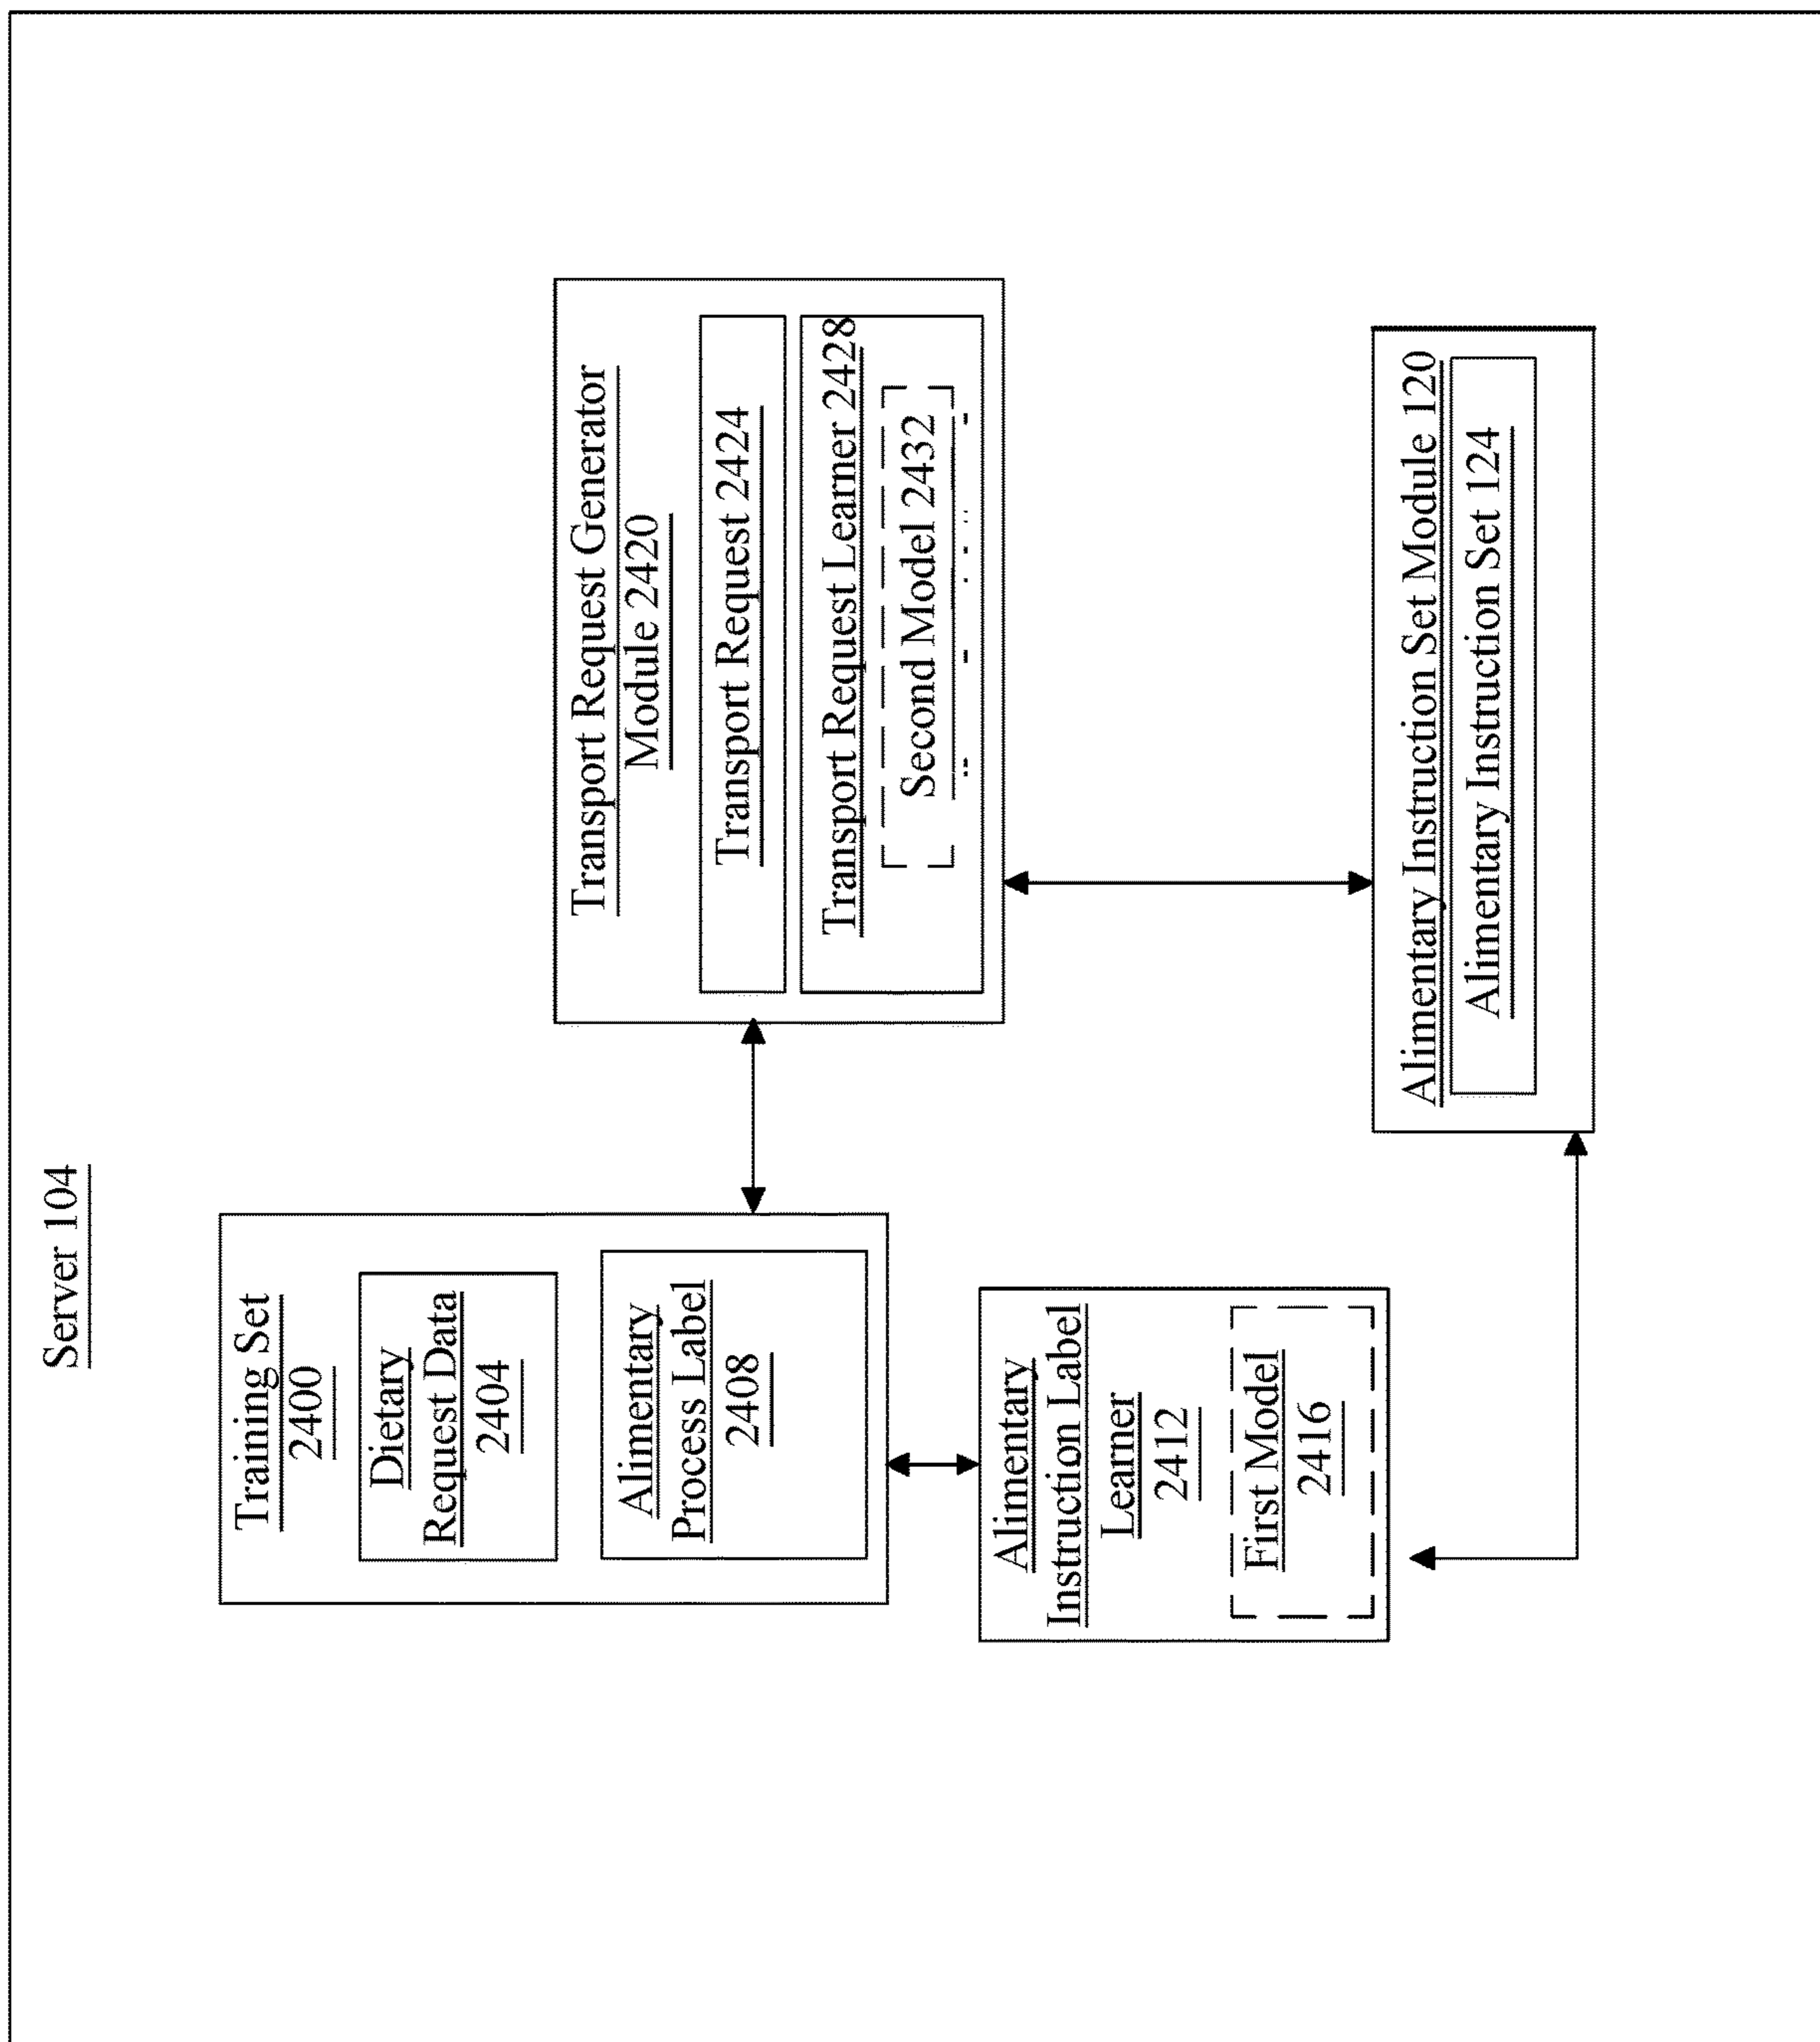 Server 104
Training Set
2400
Dietary
Request Data
2404
Alimentary
Process Label
2408
Alimentary
Instruction Label
Learner
2412
First Model
2416
Transport Request Generator
Module 2420
Transport Request 2424
Transport Request Learner 2428
Second Model 2432
Alimentary Instruction Set Module 120
Alimentary Instruction Set 124